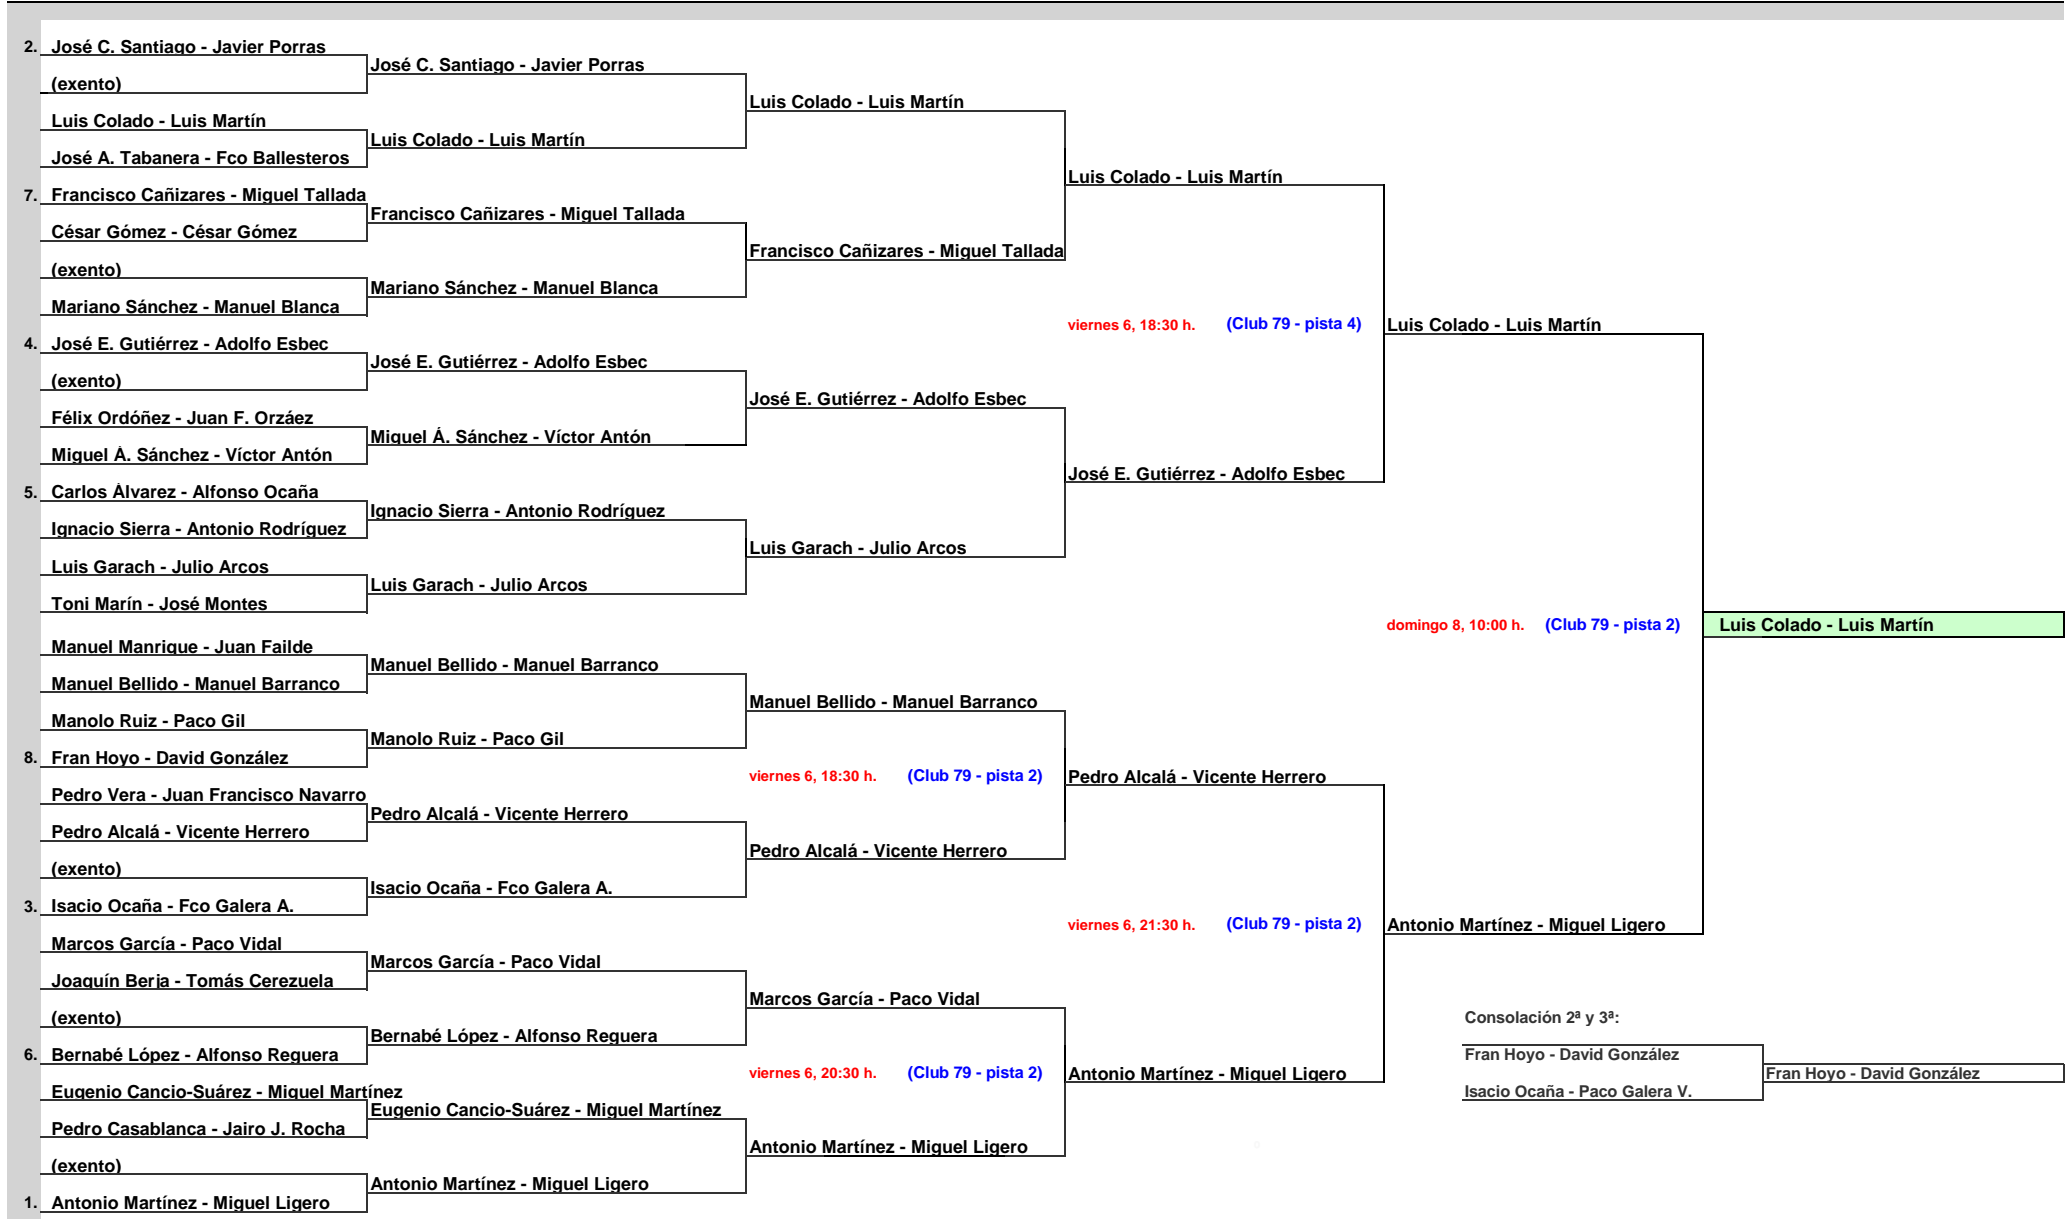 2. José C. Santiago - Javier Porras
José C. Santiago - Javier Porras
(exento)
Luis Colado - Luis Martín
Luis Colado - Luis Martín
Luis Colado - Luis Martín
José A. Tabanera - Fco Ballesteros
Luis Colado - Luis Martín
7. Francisco Cañizares - Miguel Tallada
Francisco Cañizares - Miguel Tallada
César Gómez - César Gómez
Francisco Cañizares - Miguel Tallada
(exento)
Mariano Sánchez - Manuel Blanca
Mariano Sánchez - Manuel Blanca
viernes 6, 18:30 h. (Club 79 - pista 4) Luis Colado - Luis Martín
4. José E. Gutiérrez - Adolfo Esbec
José E. Gutiérrez - Adolfo Esbec
(exento)
José E. Gutiérrez - Adolfo Esbec
Félix Ordóñez - Juan F. Orzáez
Miguel Á. Sánchez - Víctor Antón
Miguel Á. Sánchez - Víctor Antón
José E. Gutiérrez - Adolfo Esbec
5. Carlos Álvarez - Alfonso Ocaña
Ignacio Sierra - Antonio Rodríguez
Ignacio Sierra - Antonio Rodríguez
Luis Garach - Julio Arcos
Luis Garach - Julio Arcos
Luis Garach - Julio Arcos
Toni Marín - José Montes
domingo 8, 10:00 h. (Club 79 - pista 2) Luis Colado - Luis Martín
Manuel Manrique - Juan Failde
Manuel Bellido - Manuel Barranco
Manuel Bellido - Manuel Barranco
Manuel Bellido - Manuel Barranco
Manolo Ruiz - Paco Gil
Manolo Ruiz - Paco Gil
8. Fran Hoyo - David González
viernes 6, 18:30 h. (Club 79 - pista 2) Pedro Alcalá - Vicente Herrero
Pedro Vera - Juan Francisco Navarro
Pedro Alcalá - Vicente Herrero
Pedro Alcalá - Vicente Herrero
Pedro Alcalá - Vicente Herrero
(exento)
Isacio Ocaña - Fco Galera A.
3. Isacio Ocaña - Fco Galera A.
viernes 6, 21:30 h. (Club 79 - pista 2) Antonio Martínez - Miguel Ligero
Marcos García - Paco Vidal
Marcos García - Paco Vidal
Joaquín Berja - Tomás Cerezuela
Marcos García - Paco Vidal
(exento)
Consolación 2ª y 3ª:
Bernabé López - Alfonso Reguera
6. Bernabé López - Alfonso Reguera
Fran Hoyo - David González
viernes 6, 20:30 h. (Club 79 - pista 2) Antonio Martínez - Miguel Ligero
Fran Hoyo - David González
Eugenio Cancio-Suárez - Miguel Martínez
Isacio Ocaña - Paco Galera V.
Eugenio Cancio-Suárez - Miguel Martínez
Pedro Casablanca - Jairo J. Rocha
Antonio Martínez - Miguel Ligero
(exento)
Antonio Martínez - Miguel Ligero
1. Antonio Martínez - Miguel Ligero